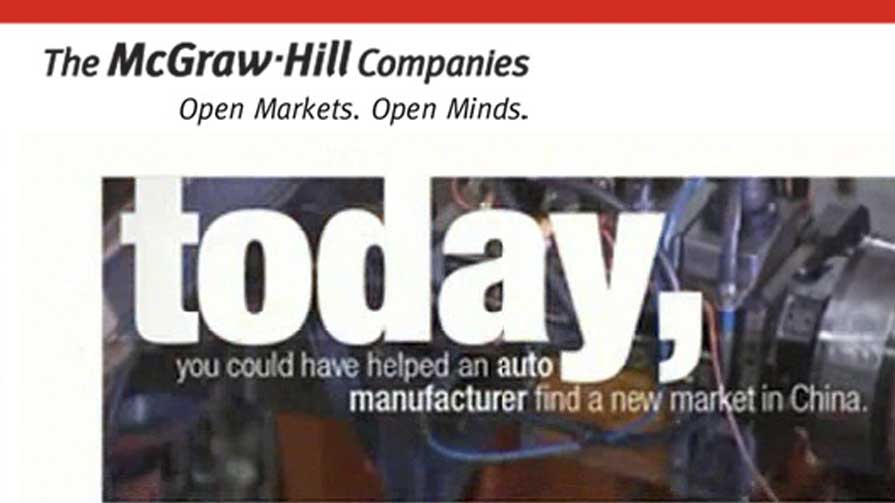 The McGraw·Hill Companies
Open Markets. Open Minds.
today,
you could have helped an auto
manufacturer find a new market in China.